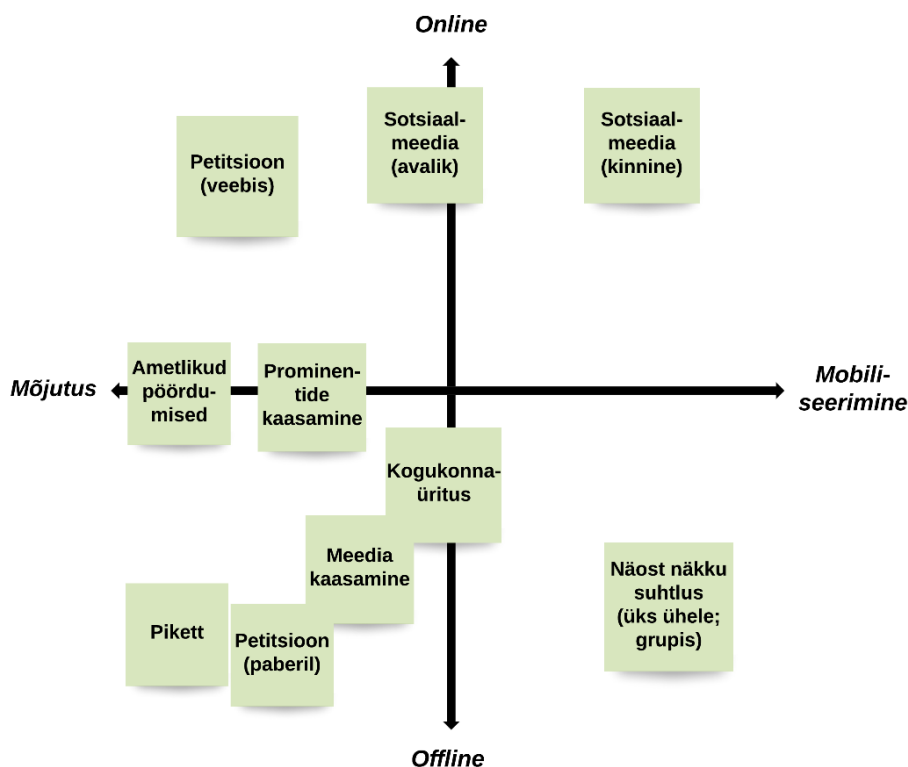 Online
Sotsiaal-
meedia
(avalik)
Sotsiaal-
meedia
(kinnine)
Petitsioon
(veebis)
Mõjutus
Ametlikud
pöördu-
mised
Prominen-
tide
kaasamine
Mobili-
seerimine
Kogukonna-
üritus
Meedia
kaasamine
Näost näkku
suhtlus
(üks ühele;
grupis)
Pikett
Petitsioon
(paberil)
Offline